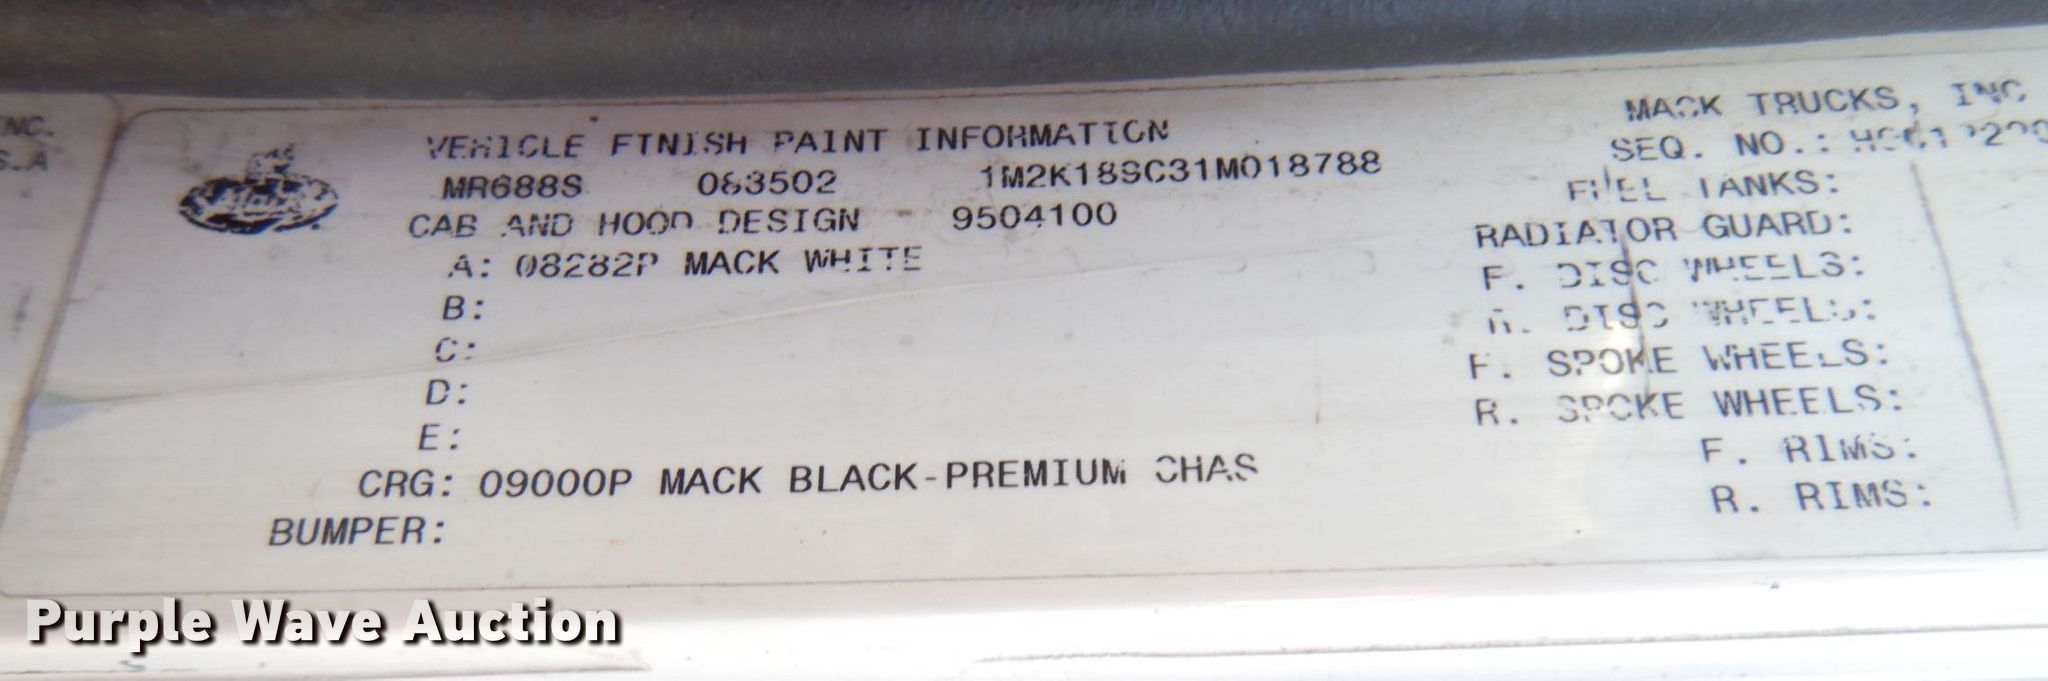 NC.
S.A
VEHICLE FINISH PAINT INFORMATION
MR688S 063502 1M2K189C31M018788
CAB AND HOOD DESIGN - 9504100
A: 08282P MACK WHITE
B:
C:
D:
E:
CRG: 09000P MACK BLACK-PREMIUM CHAS
BUMPER:
MACK TRUCKS, INC
SEQ. NO.:
FUEL TANKS:
RADIATOR GUARD:
F. DISC WHEELS:
R. DISC WHEELS:
F. SPOKE WHEELS:
R. SPOKE WHEELS:
F. RIMS:
R. RIMS:
Purple Wave Auction